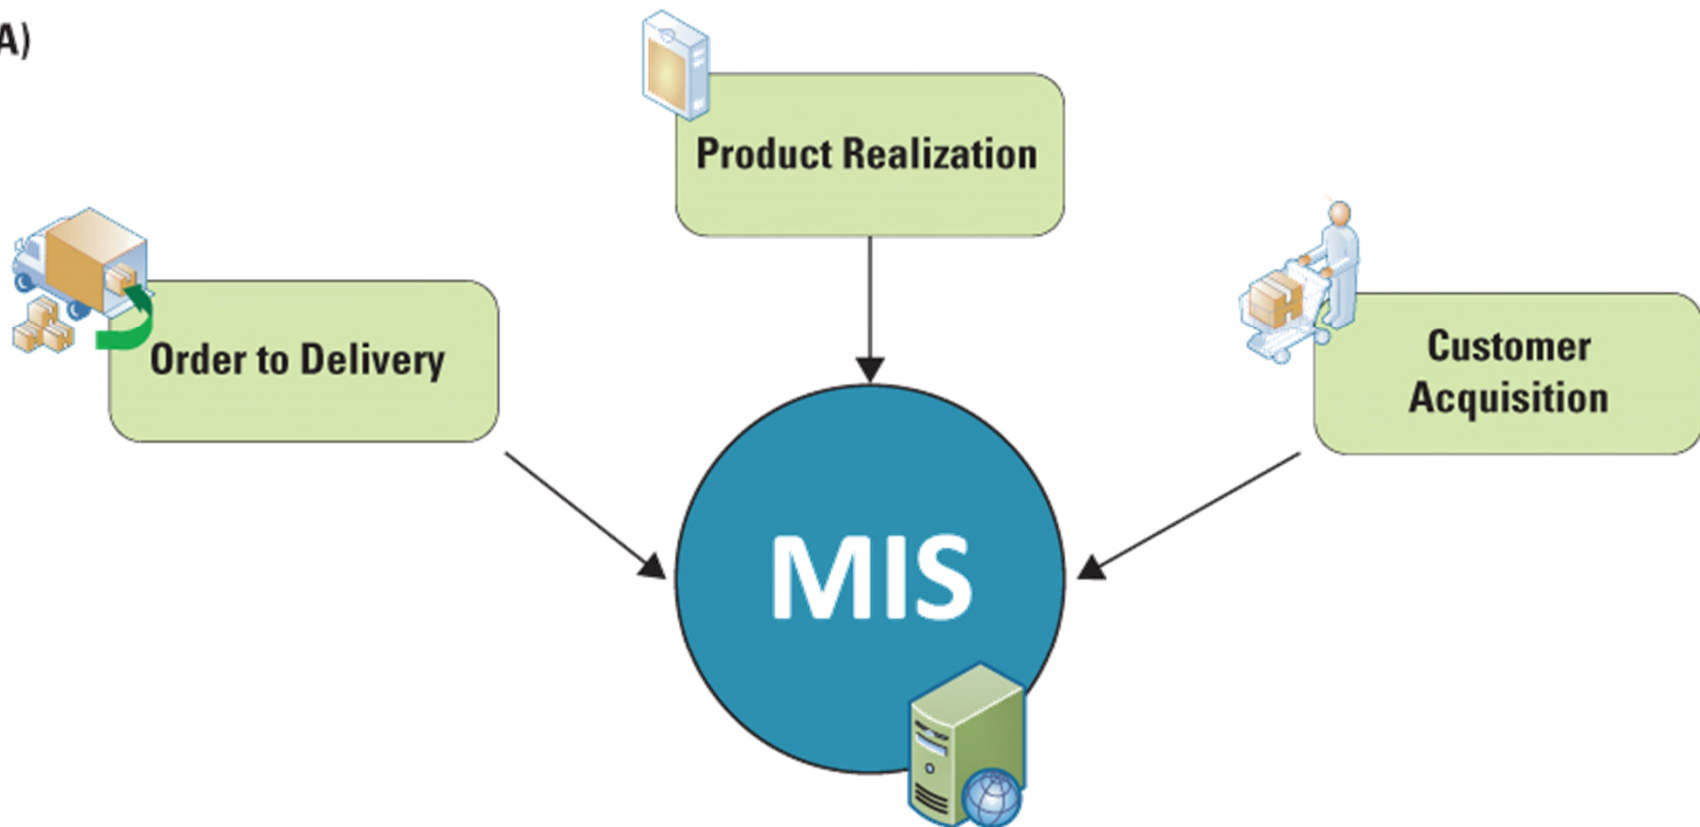 A)
Product Realization
Order to Delivery
Customer
Acquisition
MIS